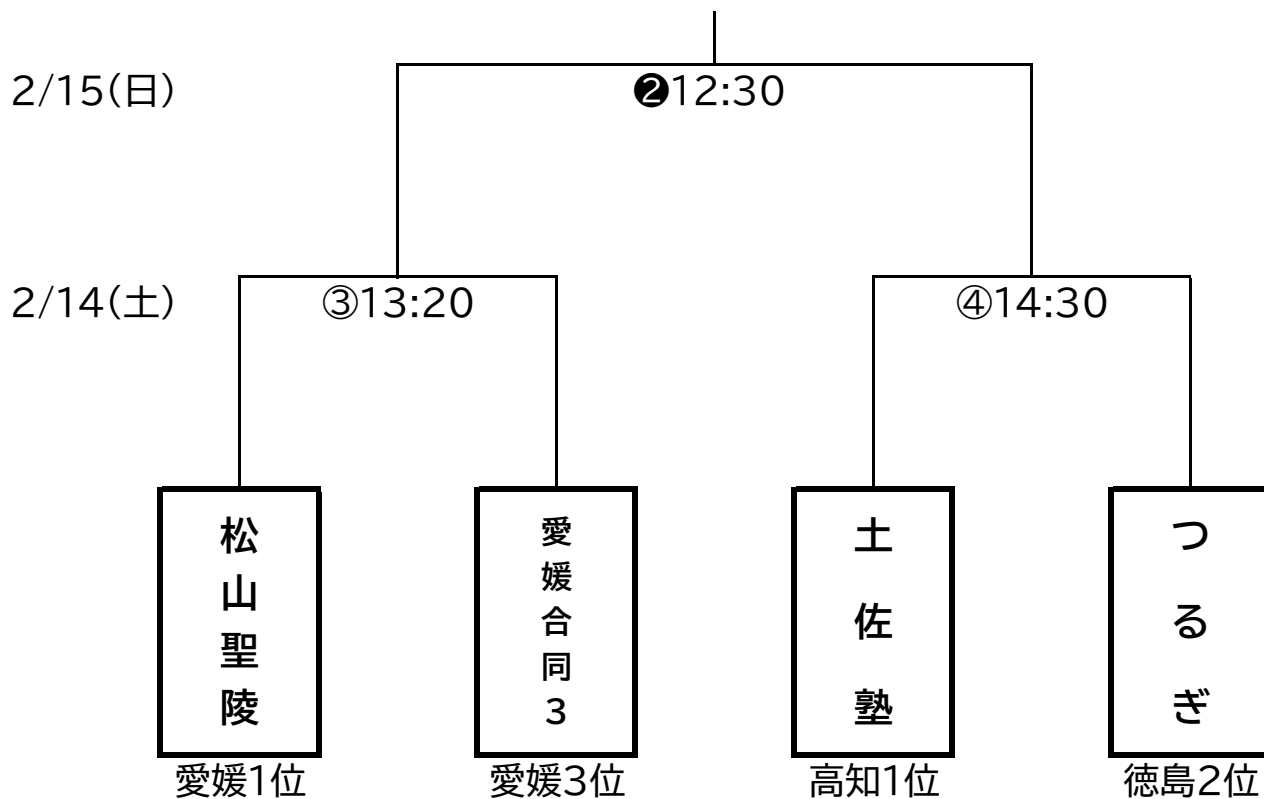 2/15(日)
❷12:30
2/14(土)
③13:20
④14:30
松山聖陵
愛媛合同3
土佐塾
つるぎ
愛媛1位
愛媛3位
高知1位
徳島2位